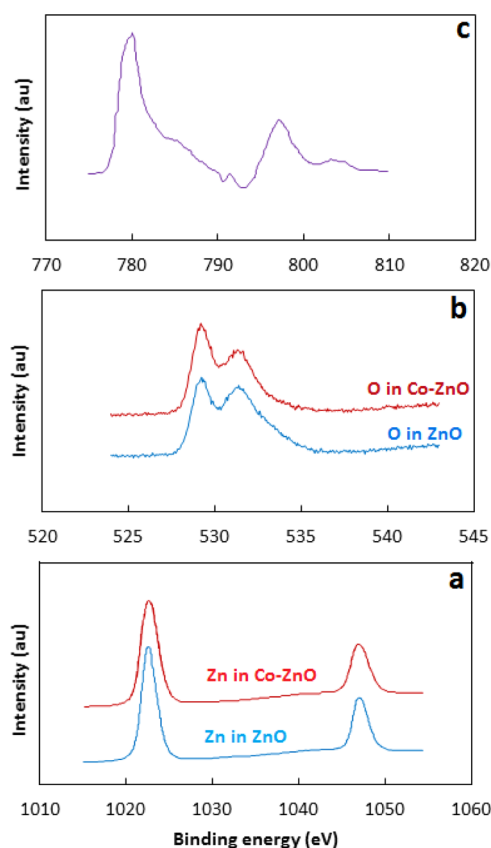 c
Intensity (au)
770 780 790 800 810 820
b
Intensity (au)
O in Co-ZnO
O in ZnO
520 525 530 535 540 545
a
Intensity (au)
Zn in Co-ZnO
Zn in ZnO
1010 1020 1030 1040 1050 1060
Binding energy (eV)